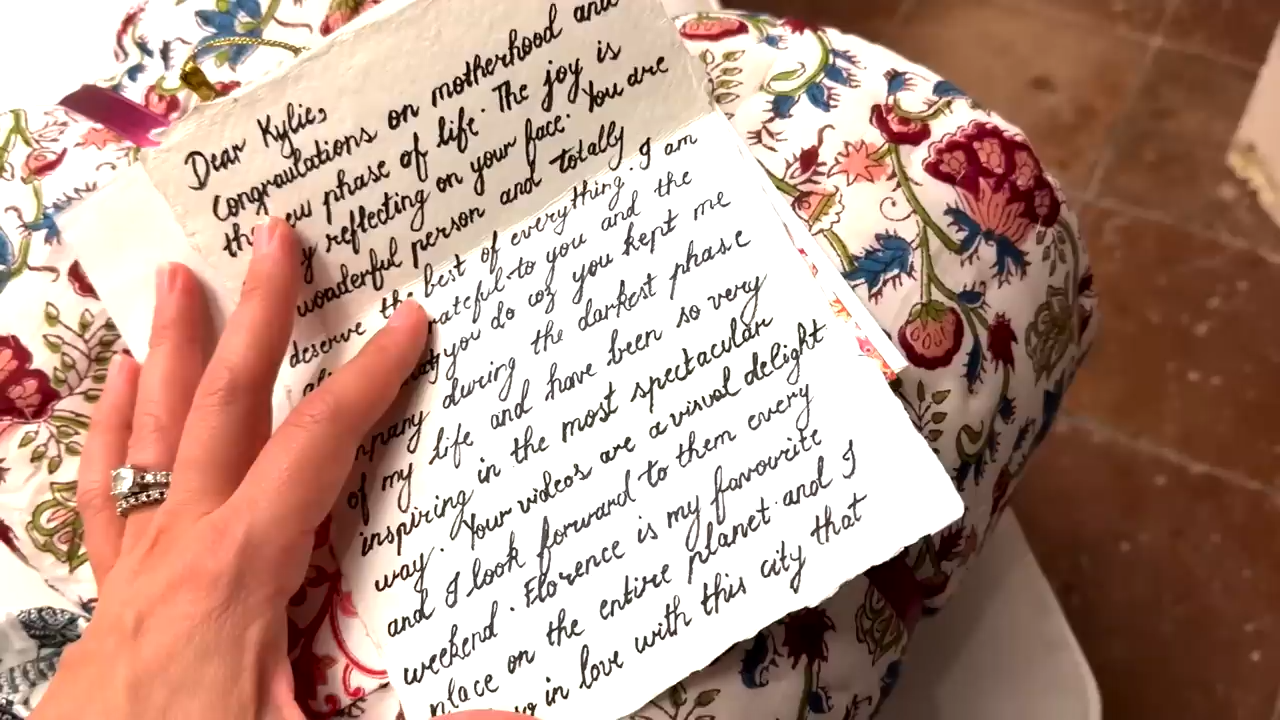 Dear Kylie,
Congraulations on motherhood and
phase of life. The joy is
reflecting on your face. You are
wonderful person and totally
deserve the best of everything. I am
to you and the
you do coz you kept me
during the darkest phase
of my life and have been so very
inspiring in the most spectacular
way. Your videos are a visual delight
and I look forward to them every
weekend. Florence is my favourite
place on the entire planet and I
in love with this city that